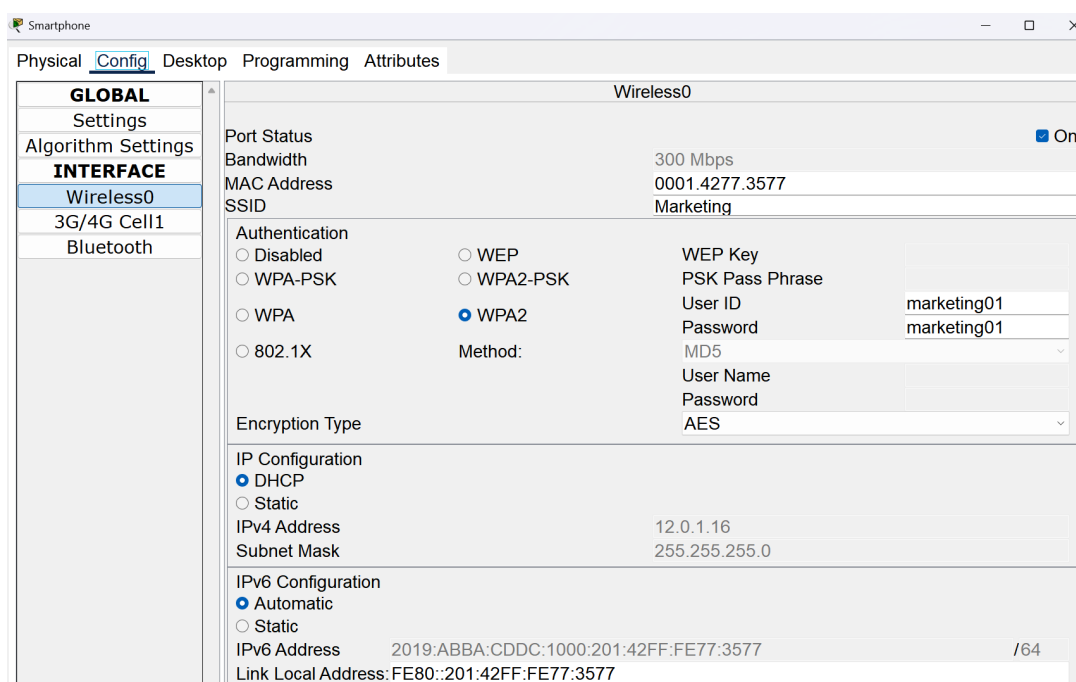 Smartphone
Physical Config Desktop Programming Attributes
GLOBAL
Settings
Algorithm Settings
INTERFACE
Wireless0
3G/4G Cell1
Bluetooth
Wireless0
Port Status On
Bandwidth 300 Mbps
MAC Address 0001.4277.3577
SSID Marketing
Authentication
Disabled WEP WEP Key
WPA-PSK WPA2-PSK PSK Pass Phrase
User ID marketing01
WPA WPA2
Password marketing01
802.1X Method: MD5
User Name
Password
Encryption Type AES
IP Configuration
DHCP
Static
IPv4 Address 12.0.1.16
Subnet Mask 255.255.255.0
IPv6 Configuration
Automatic
Static
IPv6 Address 2019:ABBA:CDDC:1000:201:42FF:FE77:3577 /64
Link Local Address: FE80::201:42FF:FE77:3577